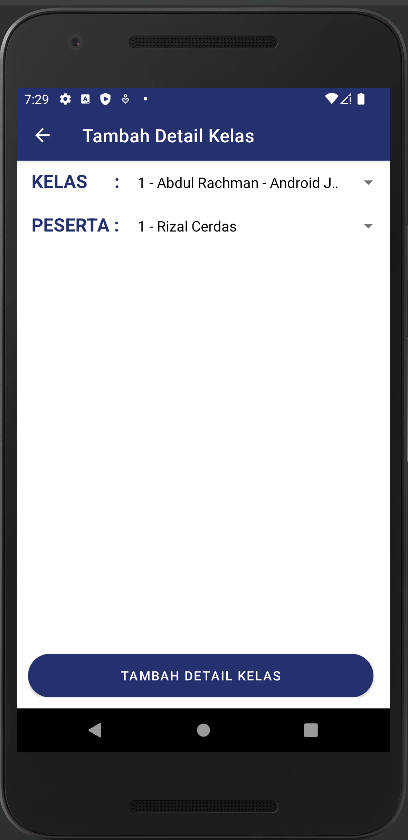 7:29
Tambah Detail Kelas
KELAS : 1 - Abdul Rachman - Android J..
PESERTA : 1 - Rizal Cerdas
TAMBAH DETAIL KELAS